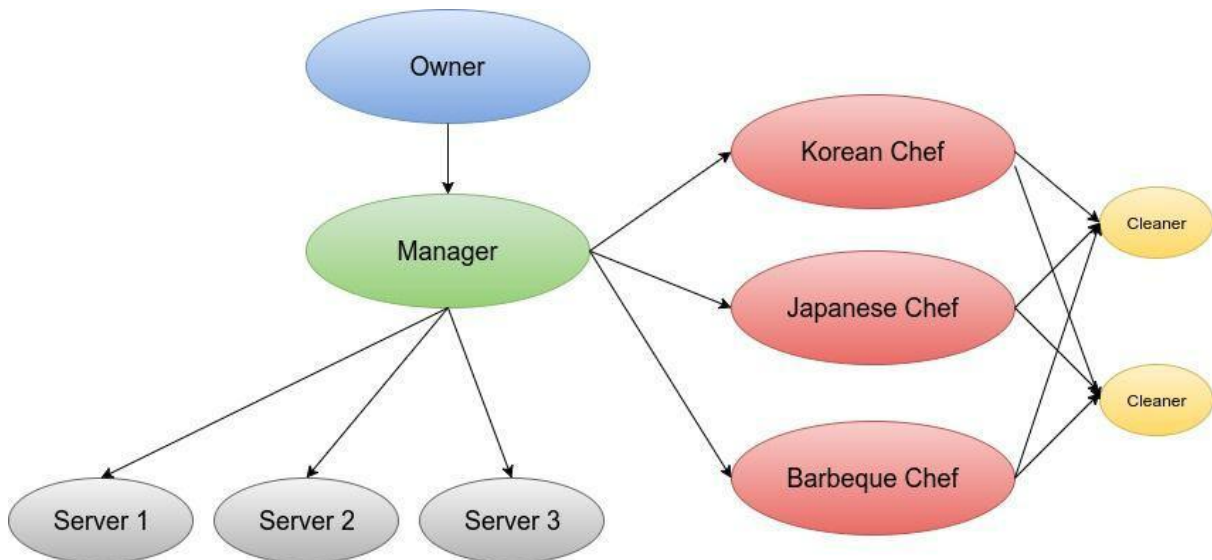 Owner
Korean Chef
Cleaner
Manager
Japanese Chef
Cleaner
Barbeque Chef
Server 1
Server 2
Server 3